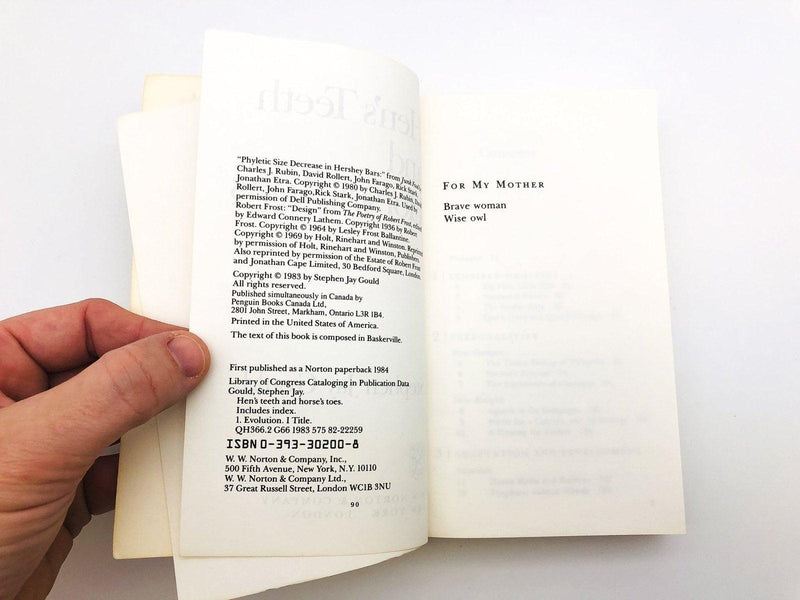 "Phyletic Size Decrease in Hershey Bars:" from Junk Food
Charles J. Rubin, David Rollert, John Farago, Rick Stark,
Jonathan Etra. Copyright © 1980 by Charles J. Rubin,
Rollert, John Farago,Rick Stark, Jonathan Etra. Used by
permission of Dell Publishing Company.
Robert Frost: "Design" from The Poetry of Robert Frost,
by Edward Connery Lathem. Copyright 1936 by Robert
Frost. Copyright © 1964 by Lesley Frost Ballantine.
Copyright © 1969 by Holt, Rinehart and Winston. Reprinted
by permission of Holt, Rinehart and Winston, Publishers
Also reprinted by permission of the Estate of Robert Frost
and Jonathan Cape Limited, 30 Bedford Square, London.
Copyright © 1983 by Stephen Jay Gould
All rights reserved.
Published simultaneously in Canada by
Penguin Books Canada Ltd,
2801 John Street, Markham, Ontario L3R 1B4.
Printed in the United States of America.
The text of this book is composed in Baskerville.
First published as a Norton paperback 1984
Library of Congress Cataloging in Publication Data
Gould, Stephen Jay.
Hen's teeth and horse's toes.
Includes index.
1. Evolution. I Title.
QH366.2 G66 1983 575 82-22259
ISBN 0-393-30200-8
W. W. Norton & Company, Inc.,
500 Fifth Avenue, New York, N.Y. 10110
W. W. Norton & Company Ltd.,
37 Great Russell Street, London WC1B 3NU
90
FOR MY MOTHER
Brave woman
Wise owl